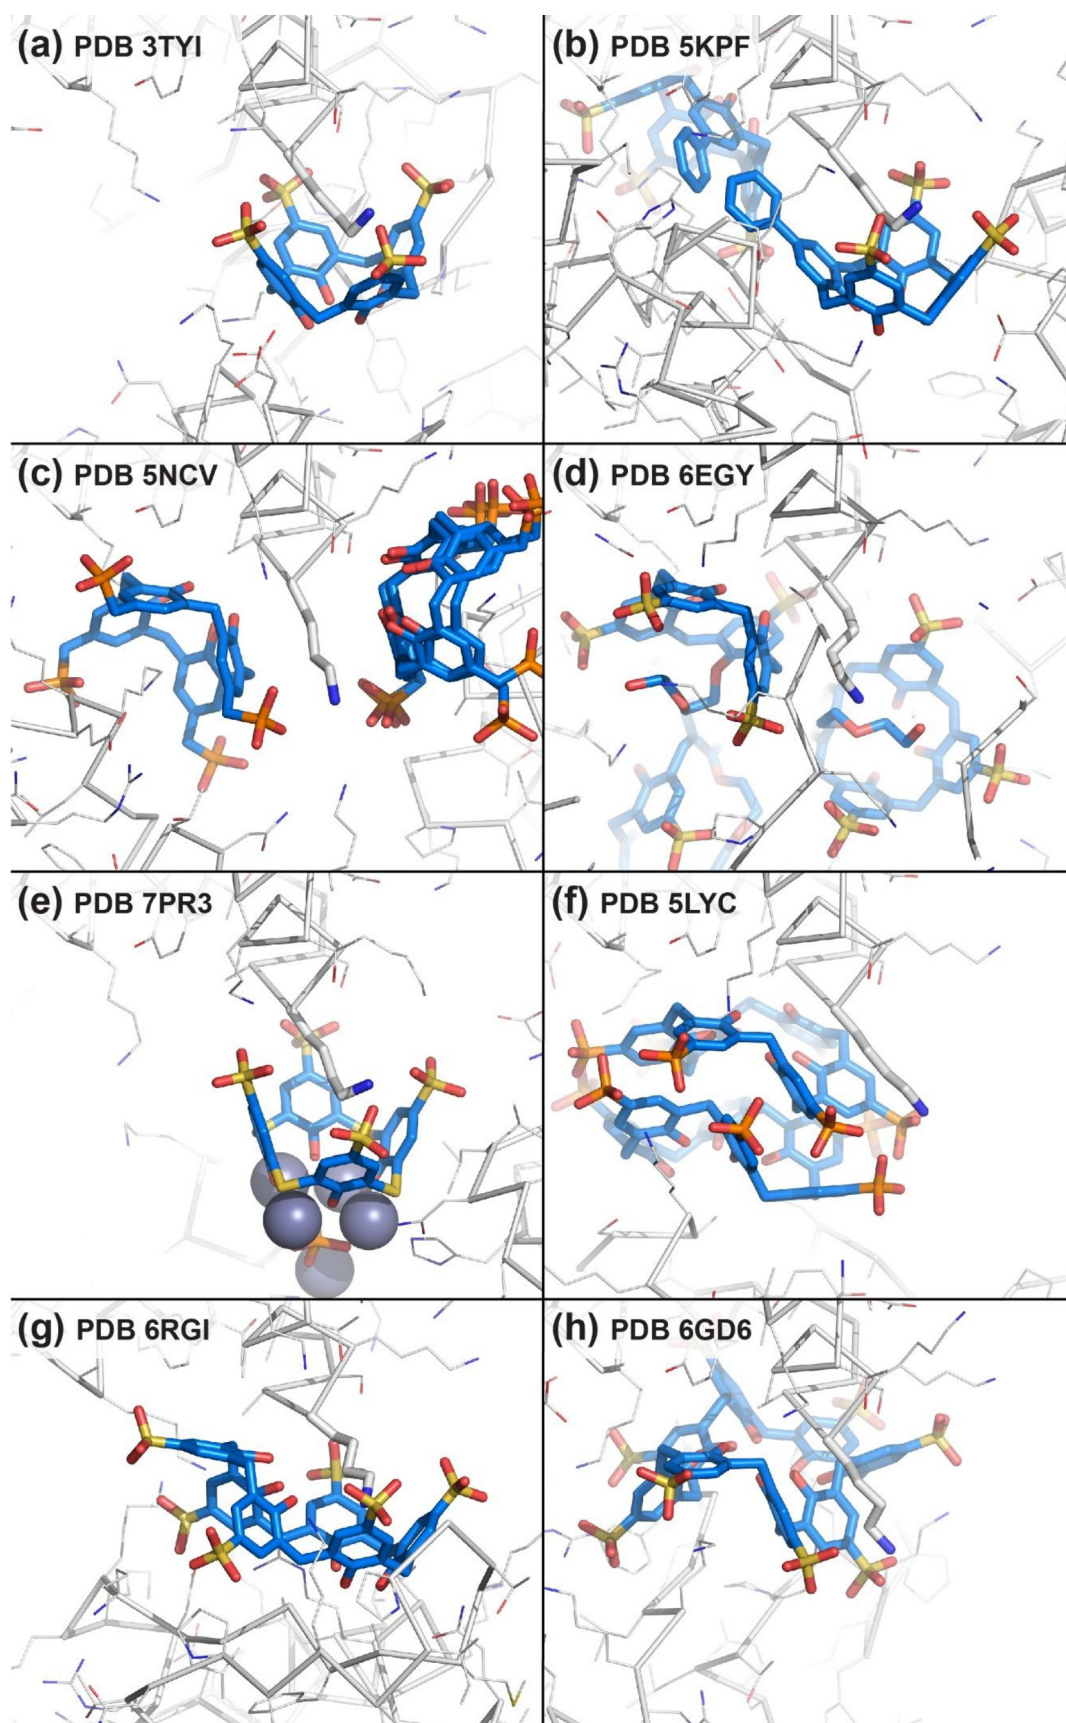 (a) PDB 3TYI
(b) PDB 5KPF
(c) PDB 5NCV
(d) PDB 6EGY
(e) PDB 7PR3
(f) PDB 5LYC
(g) PDB 6RGI
(h) PDB 6GD6